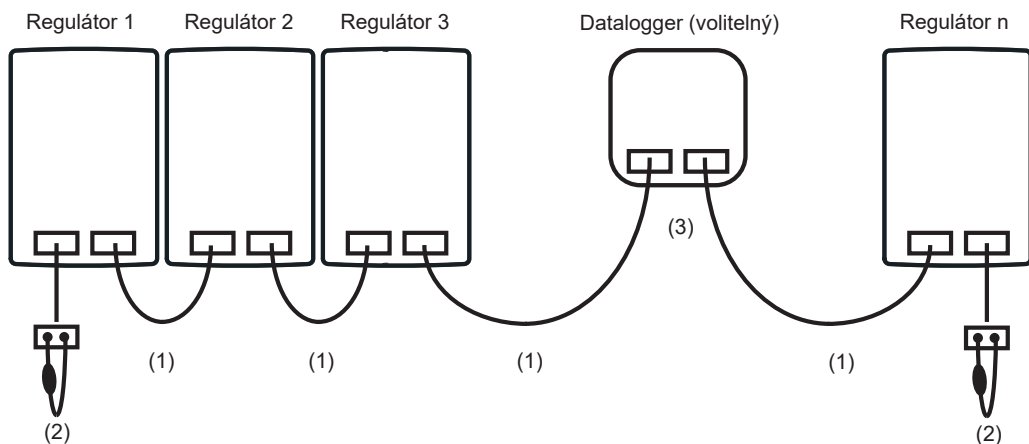 Regulátor 1
Regulátor 2
Regulátor 3
Datalogger (volitelný)
Regulátor n
(3)
(1)
(1)
(1)
(1)
(2)
(2)